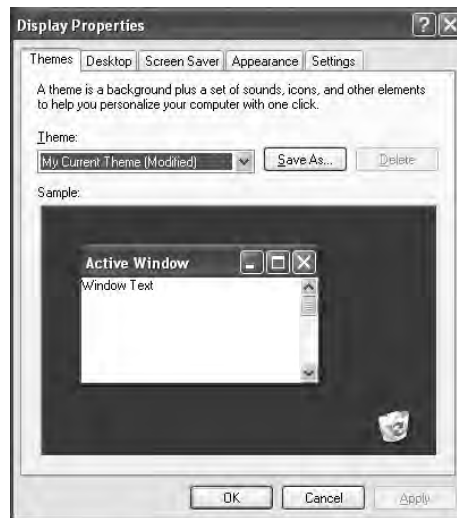 Display Properties
Themes Desktop Screen Saver Appearance Settings
A theme is a background plus a set of sounds, icons, and other elements
to help you personalize your computer with one click.
Theme:
My Current Theme (Modified) Save As... Delete
Sample:
Active Window
Window Text
OK Cancel Apply